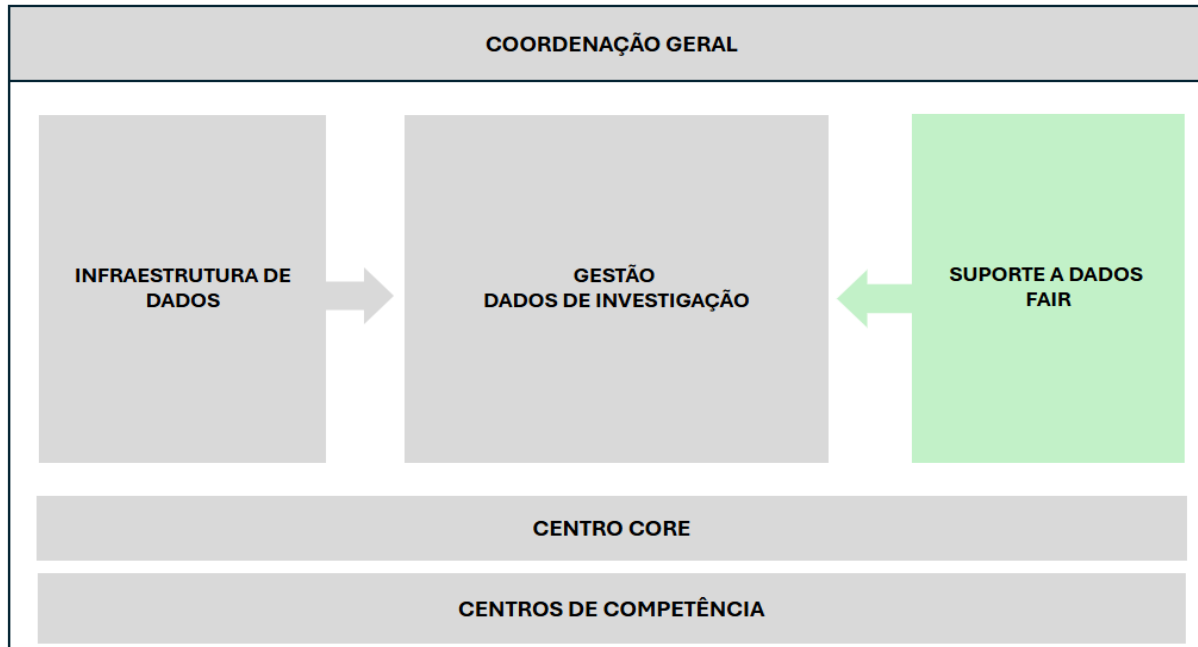 COORDENAÇÃO GERAL
INFRAESTRUTURA DE
DADOS
GESTÃO
DADOS DE INVESTIGAÇÃO
SUPORTE A DADOS
FAIR
CENTRO CORE
CENTROS DE COMPETÊNCIA